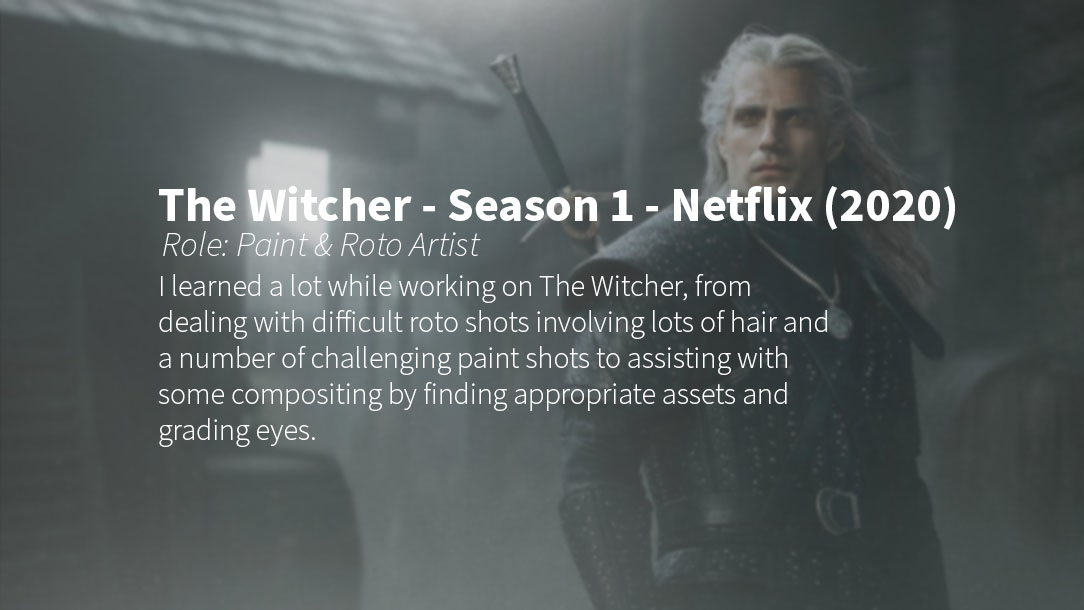 The Witcher - Season 1 - Netflix (2020)
Role: Paint & Roto Artist
I learned a lot while working on The Witcher, from
dealing with difficult roto shots involving lots of hair and
a number of challenging paint shots to assisting with
some compositing by finding appropriate assets and
grading eyes.